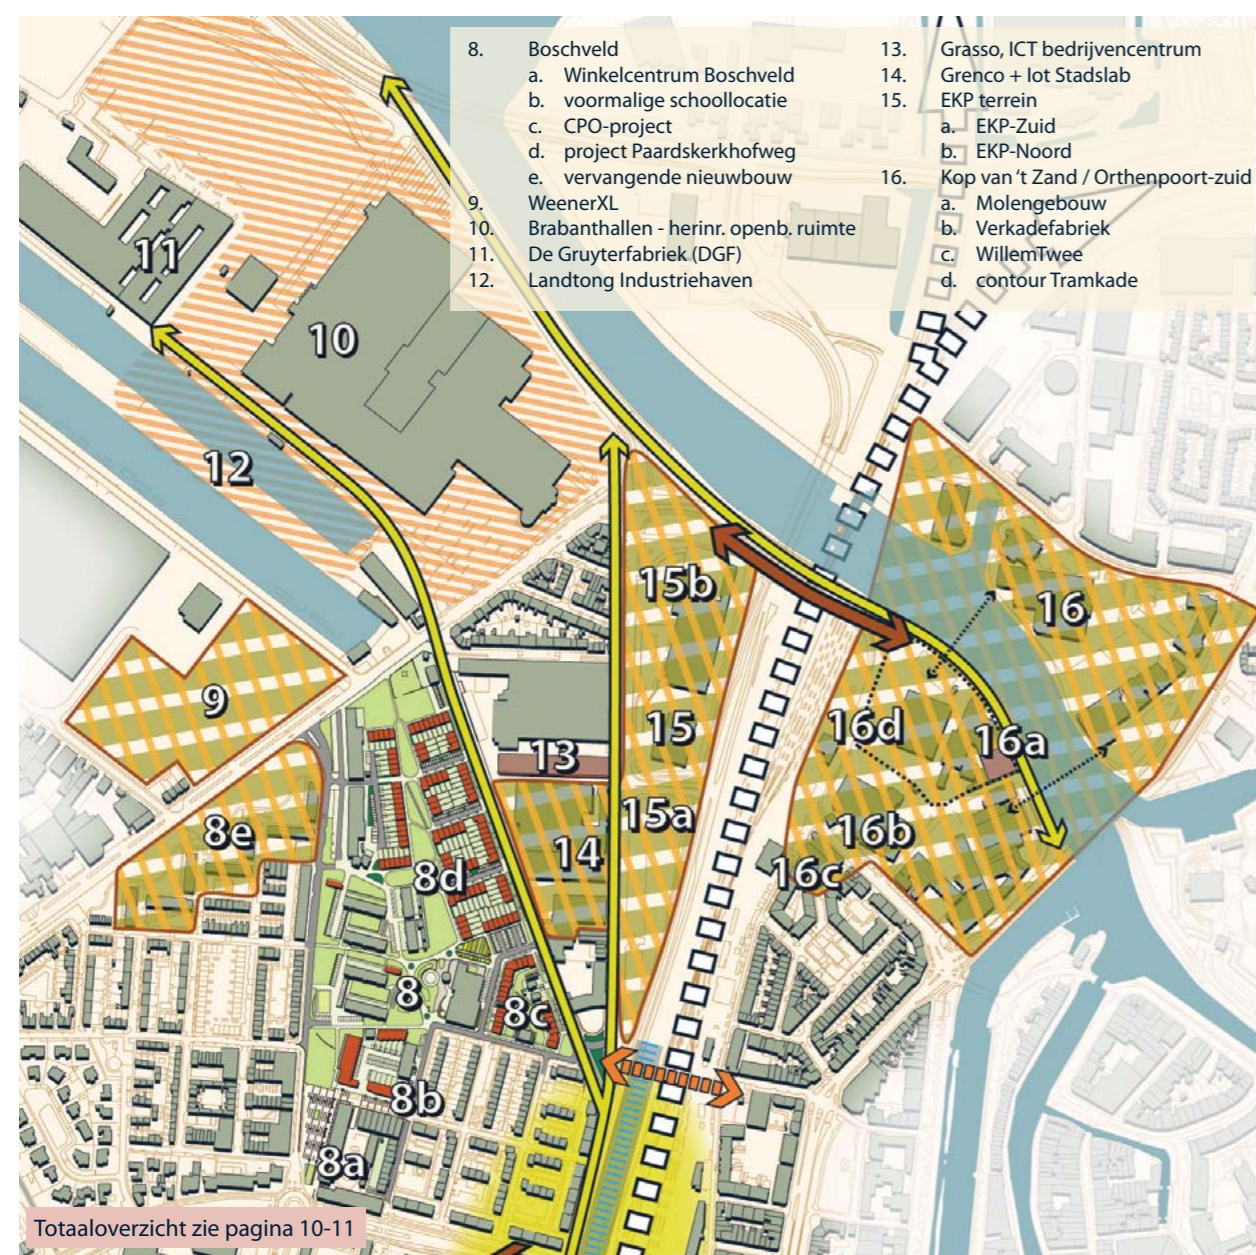 8. Boschveld
a. Winkelcentrum Boschveld
b. voormalige schoollocatie
c. CPO-project
d. project Paardskerkhofweg
e. vervangende nieuwbouw
9. WeenerXL
10. Brabanthallen - herinr. openb. ruimte
11. De Gruyterfabriek (DGF)
12. Landtong Industriehaven
13. Grasso, ICT bedrijvencentrum
14. Grenco + Iot Stadslab
15. EKP terrein
a. EKP-Zuid
b. EKP-Noord
16. Kop van 't Zand / Orthenpoort-zuid
a. Molengebouw
b. Verkadefabriek
c. WillemTwee
d. contour Tramkade
11
10
12
15b
16
9
15
16d
16a
13
8e
15a
14
16b
8d
16c
8
8c
8b
8a
Totaaloverzicht zie pagina 10-11